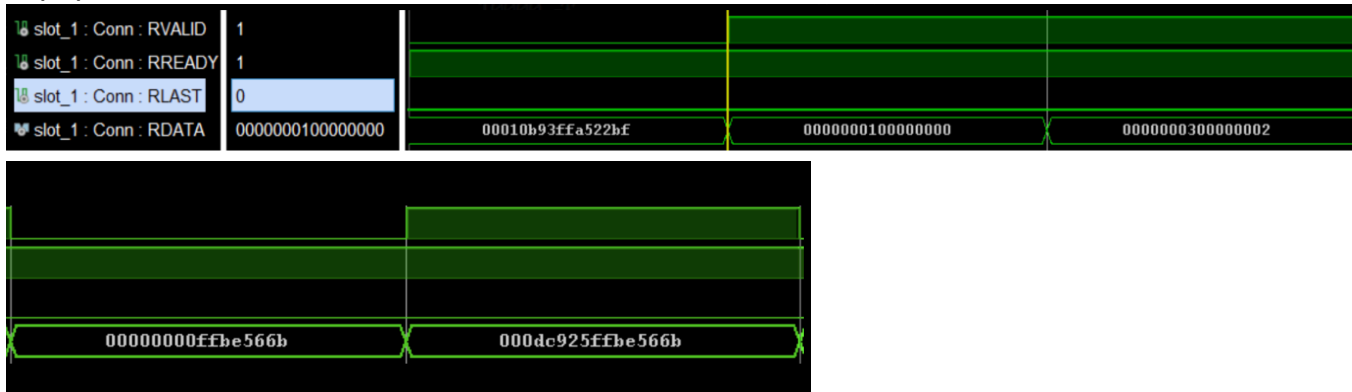 slot_1 : Conn : RVALID 1
slot_1 : Conn : RREADY 1
slot_1 : Conn : RLAST 0
slot_1 : Conn : RDATA 0000000100000000 00010b93ffa522bf 0000000100000000 0000000300000002
00000000ffbe566b 000dc925ffbe566b